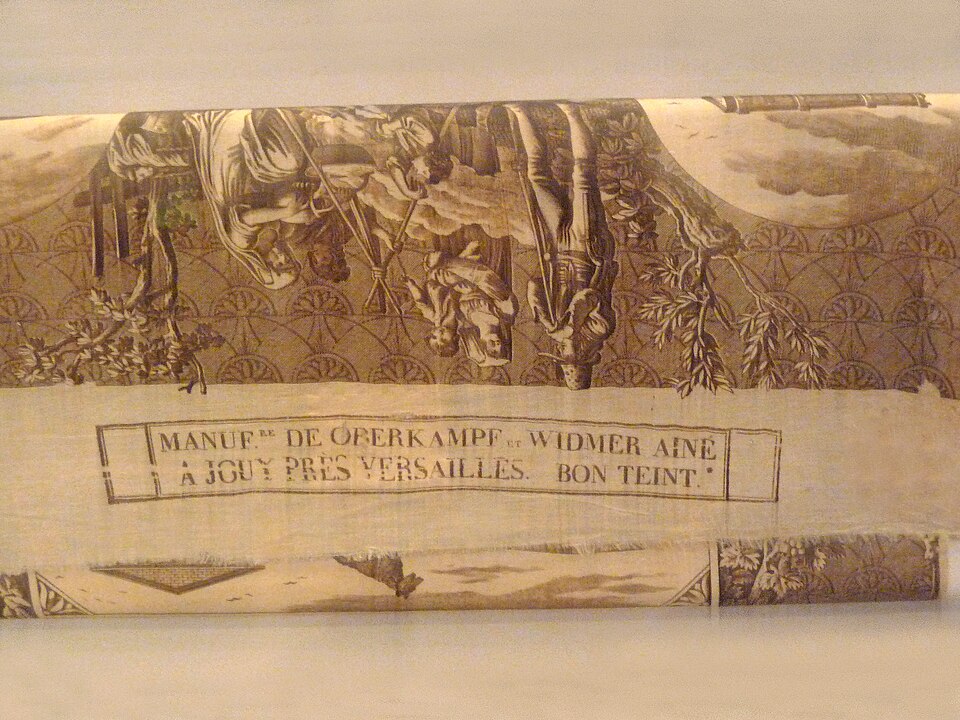 MANUF.RE DE OBERKAMPF ET WIDMER AINÉ
A JOUY PRÈS VERSAILLES. BON TEINT.